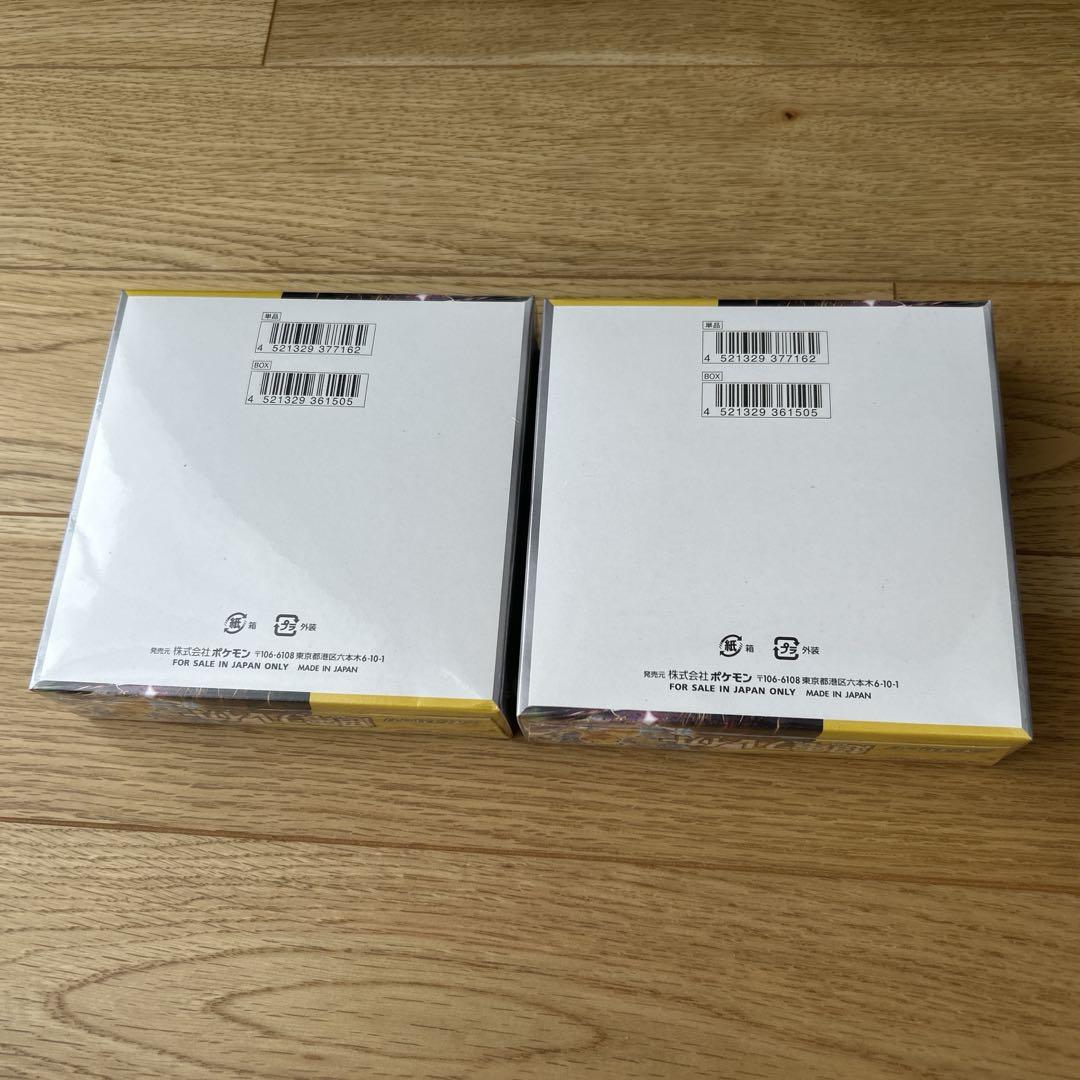 単品
4 521329 377162
BOX
4 521329 361505
紙 箱 プラ 外装
発売元 株式会社 ポケモン 〒106-6108 東京都港区六本木6-10-1
FOR SALE IN JAPAN ONLY MADE IN JAPAN
単品
4 521329 377162
BOX
4 521329 361505
紙 箱 プラ 外装
発売元 株式会社 ポケモン 〒106-6108 東京都港区六本木6-10-1
FOR SALE IN JAPAN ONLY MADE IN JAPAN